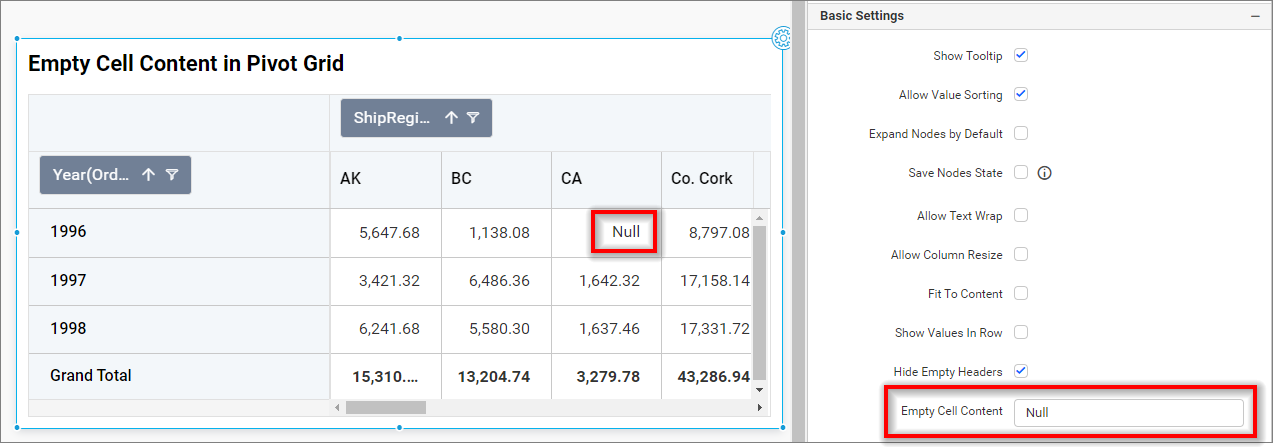 Empty Cell Content in Pivot Grid
ShipRegi...
Year(Ord...
AK BC CA Co. Cork
1996 5,647.68 1,138.08 Null 8,797.08
1997 3,421.32 6,486.36 1,642.32 17,158.14
1998 6,241.68 5,580.30 1,637.46 17,331.72
Grand Total 15,310.... 13,204.74 3,279.78 43,286.94
Basic Settings
Show Tooltip
Allow Value Sorting
Expand Nodes by Default
Save Nodes State
Allow Text Wrap
Allow Column Resize
Fit To Content
Show Values In Row
Hide Empty Headers
Empty Cell Content Null